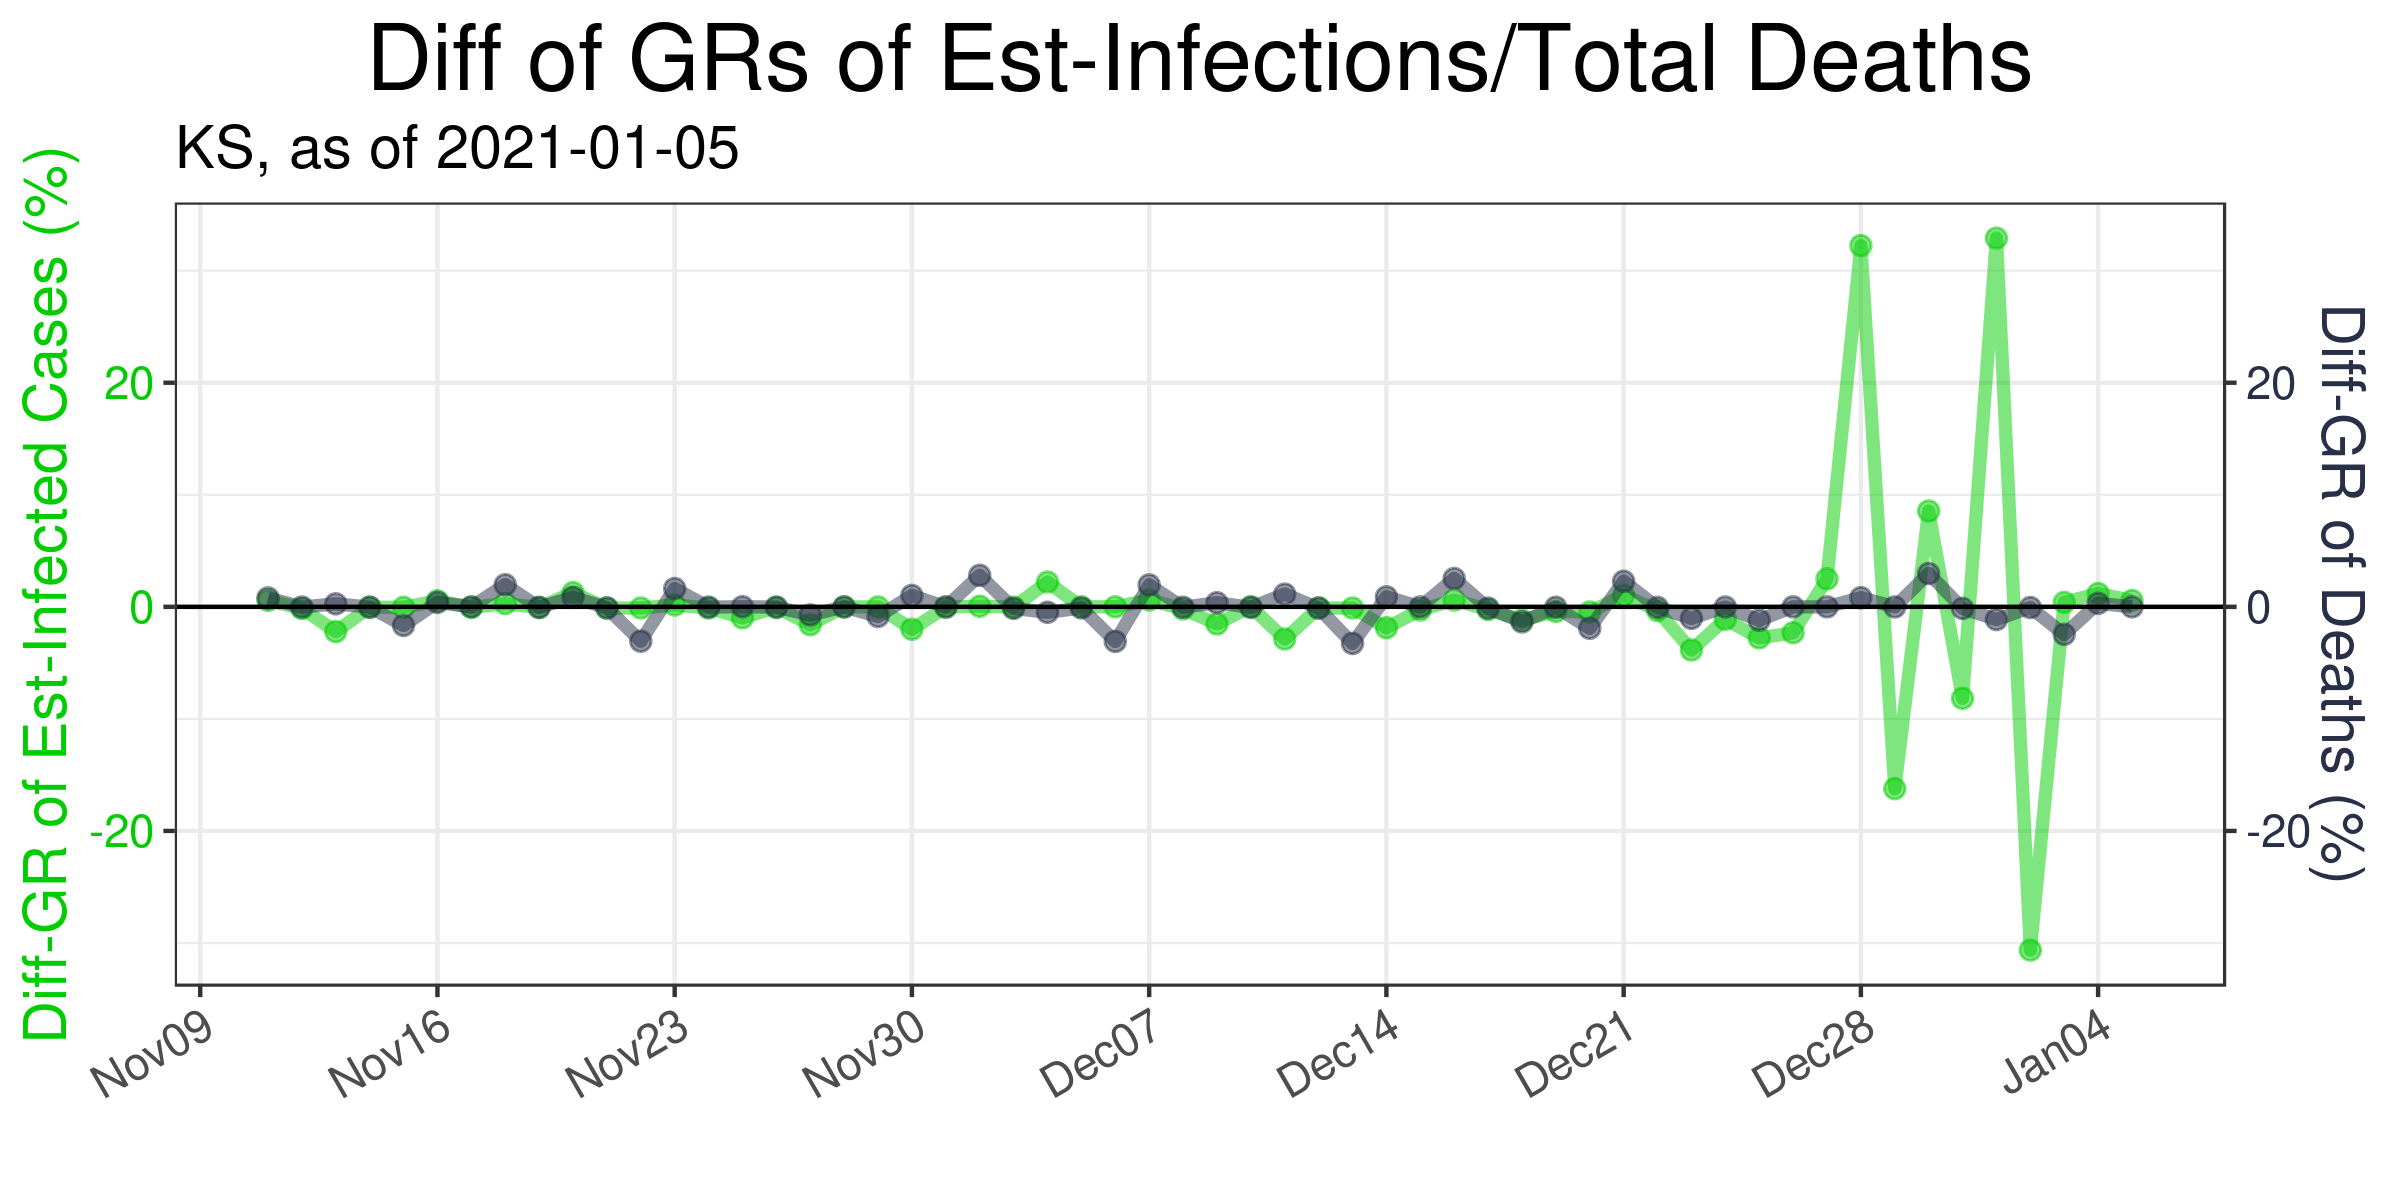 Diff of GRs of Est-Infections/Total Deaths
KS, as of 2021-01-05
Diff-GR of Est-Infected Cases (%)
20
0
-20
20
0
-20
Diff-GR of Deaths (%)
Nov09
Nov16
Nov23
Nov30
Dec07
Dec14
Dec21
Dec28
Jan04